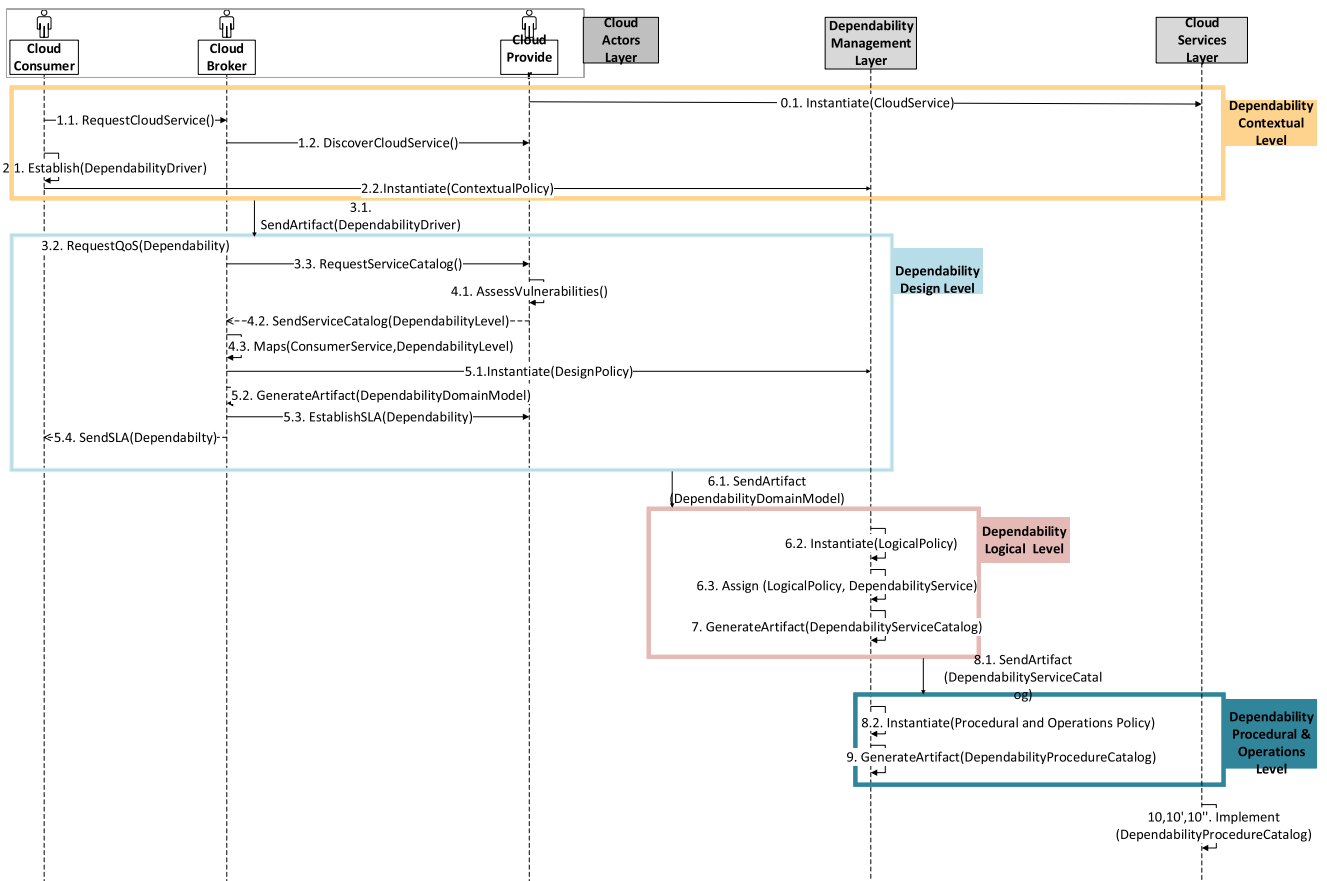 Cloud
Consumer
Cloud
Broker
Cloud
Provide
Cloud
Actors
Layer
Dependability
Management
Layer
Cloud
Services
Layer
0.1. Instantiate(CloudService)
Dependability
Contextual
Level
1.1. RequestCloudService()
1.2. DiscoverCloudService()
2.1. Establish(DependabilityDriver)
2.2.Instantiate(ContextualPolicy)
3.1.
SendArtifact(DependabilityDriver)
3.2. RequestQoS(Dependability)
3.3. RequestServiceCatalog()
Dependability
Design Level
4.1. AssessVulnerabilities()
4.2. SendServiceCatalog(DependabilityLevel)
4.3. Maps(ConsumerService,DependabilityLevel)
5.1.Instantiate(DesignPolicy)
5.2. GenerateArtifact(DependabilityDomainModel)
5.3. EstablishSLA(Dependability)
5.4. SendSLA(Dependabilty)
6.1. SendArtifact
(DependabilityDomainModel)
Dependability
Logical Level
6.2. Instantiate(LogicalPolicy)
6.3. Assign (LogicalPolicy, DependabilityService)
7. GenerateArtifact(DependabilityServiceCatalog)
8.1. SendArtifact
(DependabilityServiceCatal
og)
8.2. Instantiate(Procedural and Operations Policy)
Dependability
Procedural &
Operations
Level
9. GenerateArtifact(DependabilityProcedureCatalog)
10,10',10''. Implement
(DependabilityProcedureCatalog)